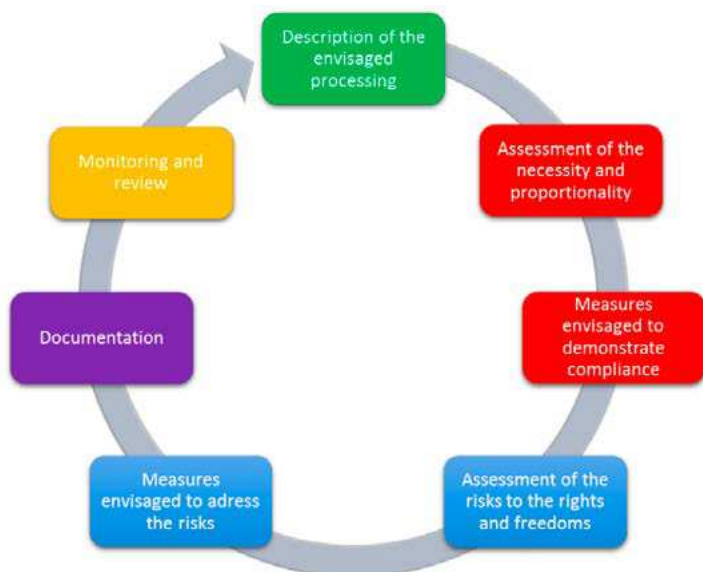 Description of the
envisaged
processing
Assessment of the
necessity and
proportionality
Measures
envisaged to
demonstrate
compliance
Assessment of the
risks to the rights
and freedoms
Measures
envisaged to adress
the risks
Documentation
Monitoring and
review